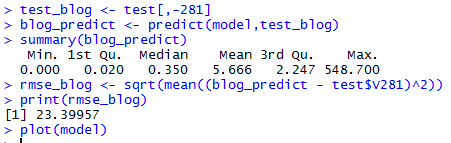 > test_blog <- test[,-281]
> blog_predict <- predict(model,test_blog)
> summary(blog_predict)
Min. 1st Qu. Median Mean 3rd Qu. Max.
0.000 0.020 0.350 5.666 2.247 548.700
> rmse_blog <- sqrt(mean((blog_predict - test$V281)^2))
> print(rmse_blog)
[1] 23.39957
> plot(model)
>